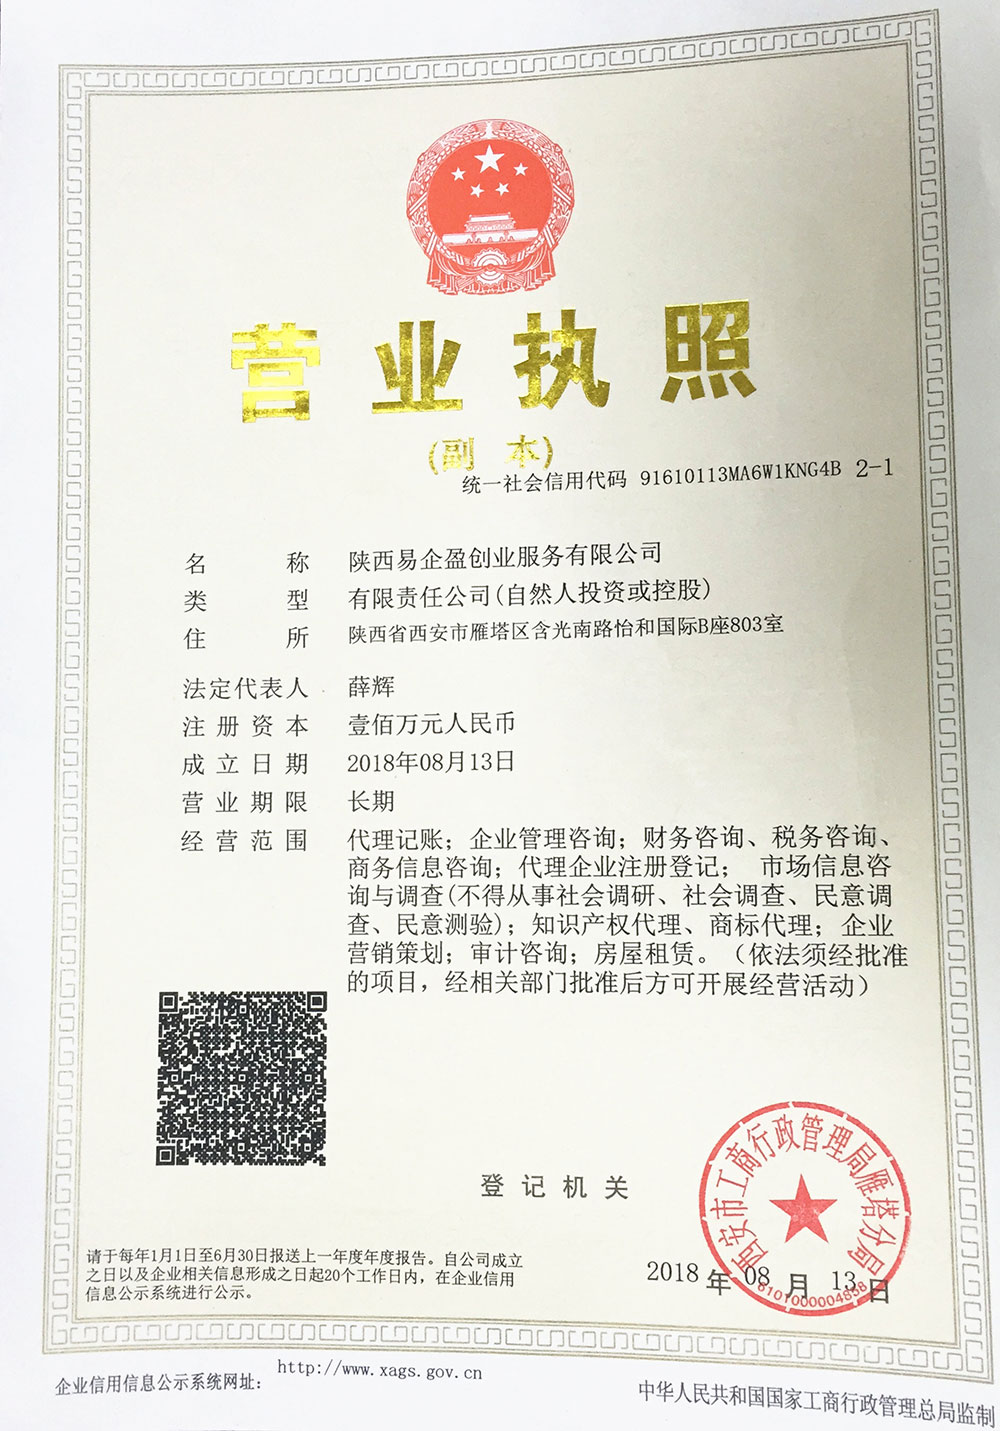 营业执照
(副 本)
统一社会信用代码 91610113MA6W1KNG4B 2-1
名称 陕西易企盈创业服务有限公司
类型 有限责任公司(自然人投资或控股)
住所 陕西省西安市雁塔区含光南路怡和国际B座803室
法定代表人 薛辉
注册资本 壹佰万元人民币
成立日期 2018年08月13日
营业期限 长期
经营范围 代理记账；企业管理咨询；财务咨询、税务咨询、
商务信息咨询；代理企业注册登记； 市场信息咨
询与调查(不得从事社会调研、社会调查、民意调
查、民意测验)；知识产权代理、商标代理；企业
营销策划；审计咨询；房屋租赁。（依法须经批准
的项目，经相关部门批准后方可开展经营活动）
登记机关
西安市工商行政管理局雁塔分局
6101000004838
2018年08月13日
请于每年1月1日至6月30日报送上一年度年度报告。自公司成立
之日以及企业相关信息形成之日起20个工作日内，在企业信用
信息公示系统进行公示。
企业信用信息公示系统网址： http://www.xags.gov.cn
中华人民共和国国家工商行政管理总局监制